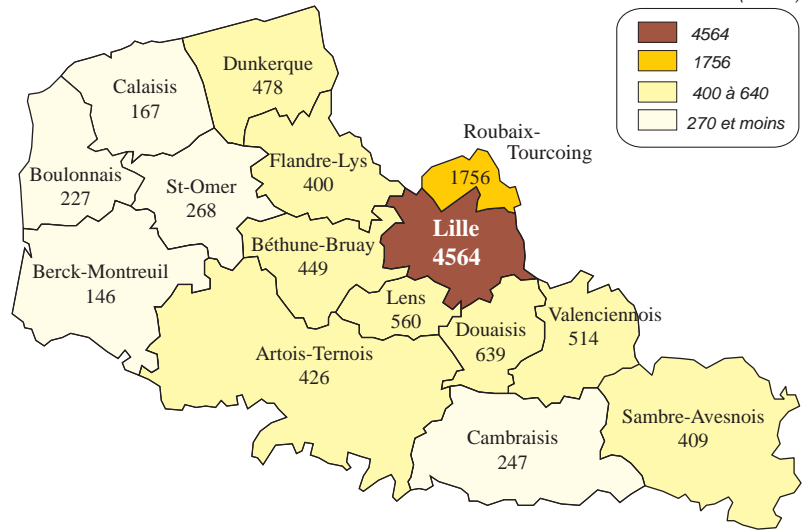 4564
1756
400 à 640
270 et moins
Dunkerque
478
Calaisis
167
Roubaix-
Tourcoing
1756
Flandre-Lys
400
Boulonnais
227
St-Omer
268
Lille
4564
Béthune-Bruay
449
Berck-Montreuil
146
Lens
560
Douaisis
639
Valenciennois
514
Artois-Ternois
426
Sambre-Avesnois
409
Cambraisis
247